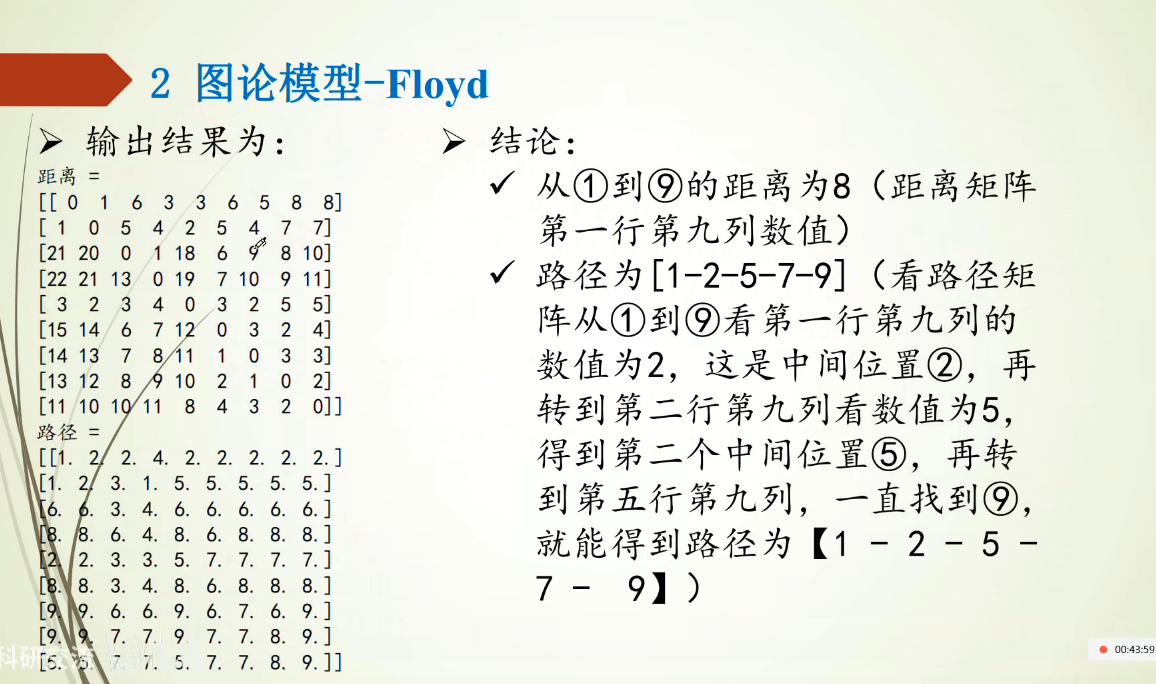 2 图论模型-Floyd
➢ 输出结果为：
距离 =
[[ 0 1 6 3 3 6 5 8 8]
[ 1 0 5 4 2 5 4 7 7]
[21 20 0 1 18 6 9 8 10]
[22 21 13 0 19 7 10 9 11]
[ 3 2 3 4 0 3 2 5 5]
[15 14 6 7 12 0 3 2 4]
[14 13 7 8 11 1 0 3 3]
[13 12 8 9 10 2 1 0 2]
[11 10 10 11 8 4 3 2 0]]
路径 =
[[1. 2. 2. 4. 2. 2. 2. 2. 2.]
[1. 2. 3. 1. 5. 5. 5. 5. 5.]
[6. 6. 3. 4. 6. 6. 6. 6. 6.]
[8. 8. 6. 4. 8. 6. 8. 8. 8.]
[2. 2. 3. 3. 5. 7. 7. 7. 7.]
[8. 8. 3. 4. 8. 6. 8. 8. 8.]
[9. 9. 6. 6. 9. 6. 7. 6. 9.]
[9. 9. 7. 7. 9. 7. 7. 8. 9.]
7. 7. 5. 7. 7. 8. 9.]]
➢ 结论：
✓ 从①到⑨的距离为8（距离矩阵
第一行第九列数值）
✓ 路径为[1-2-5-7-9]（看路径矩
阵从①到⑨看第一行第九列的
数值为2，这是中间位置②，再
转到第二行第九列看数值为5，
得到第二个中间位置⑤，再转
到第五行第九列，一直找到⑨，
就能得到路径为【1 - 2 - 5 -
7 - 9】）
科研交流
00:43:59